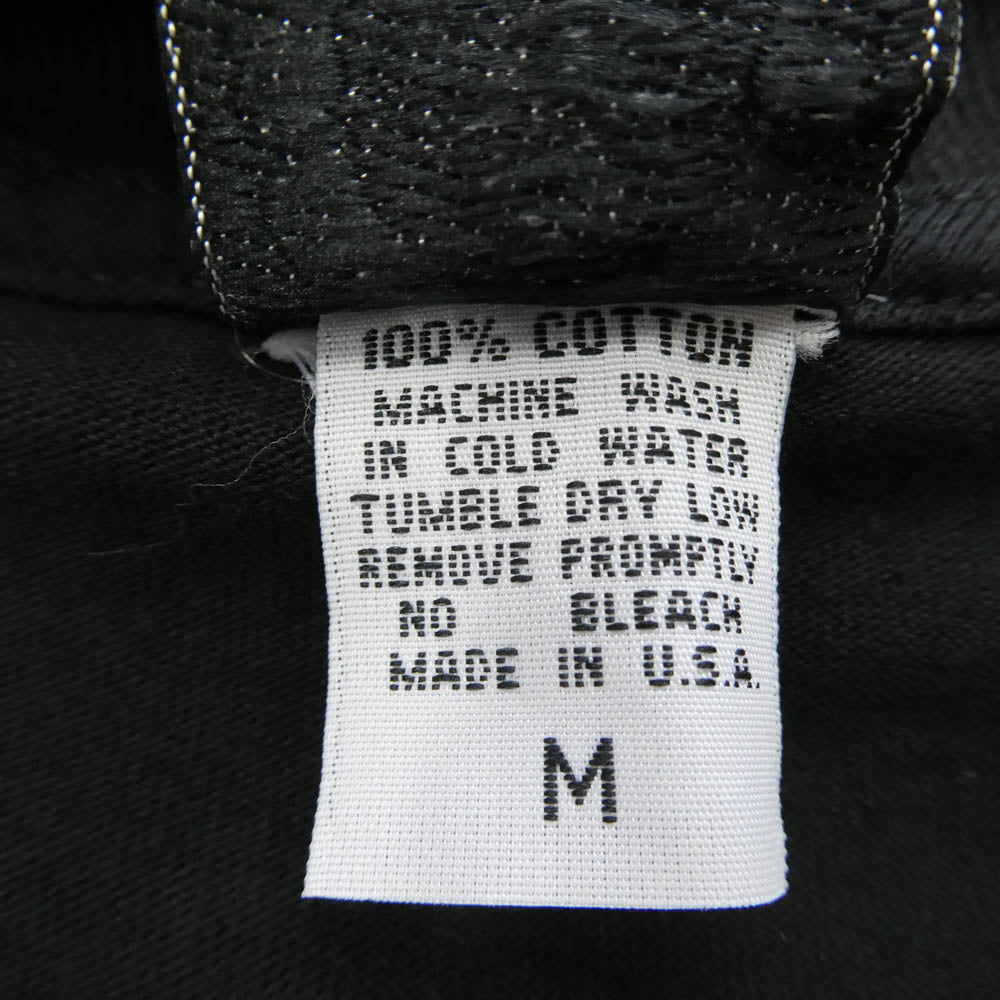 100% COTTON
MACHINE WASH
IN COLD WATER
TUMBLE DRY LOW
REMOVE PROMPTLY
NO BLEACH
MADE IN U.S.A.
M